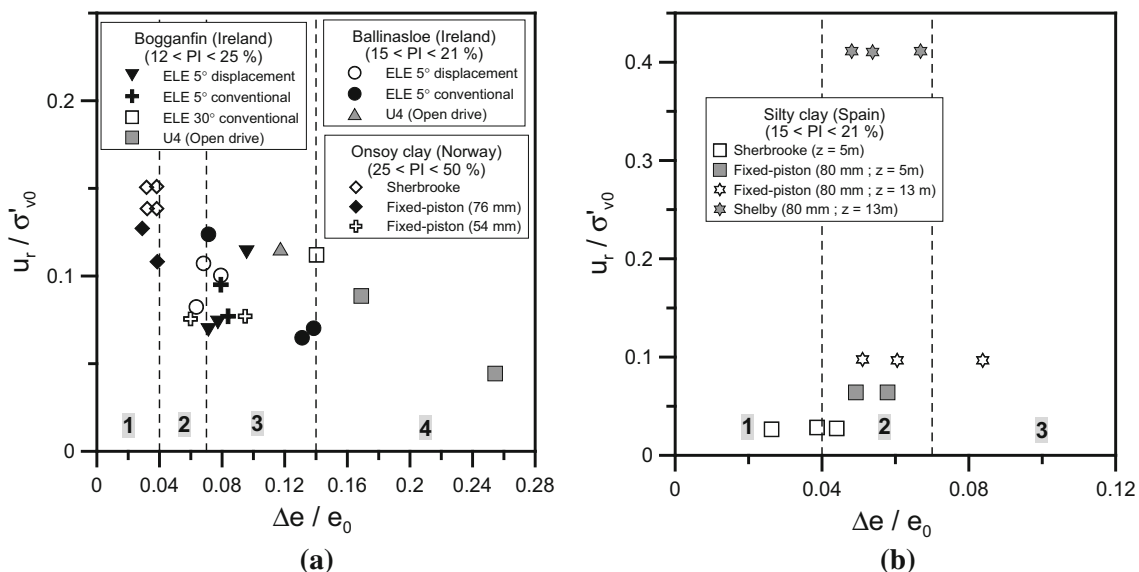 Bogganfin (Ireland)
(12 < PI < 25 %)
ELE 5° displacement
ELE 5° conventional
ELE 30° conventional
U4 (Open drive)
Ballinasloe (Ireland)
(15 < PI < 21 %)
ELE 5° displacement
ELE 5° conventional
U4 (Open drive)
Onsoy clay (Norway)
(25 < PI < 50 %)
Sherbrooke
Fixed-piston (76 mm)
Fixed-piston (54 mm)
0.2
0.1
0
u_r / σ'_v0
1 2 3 4
0 0.04 0.08 0.12 0.16 0.20 0.24 0.28
Δe / e_0
(a)
Silty clay (Spain)
(15 < PI < 21 %)
Sherbrooke (z = 5m)
Fixed-piston (80 mm ; z = 5m)
Fixed-piston (80 mm ; z = 13 m)
Shelby (80 mm ; z = 13m)
0.4
0.3
0.2
0.1
0
u_r / σ'_v0
1 2 3
0 0.04 0.08 0.12
Δe / e_0
(b)